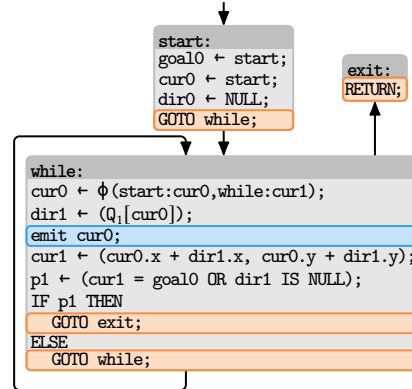 start:
goal0 ← start;
cur0 ← start;
dir0 ← NULL;
GOTO while;
exit:
RETURN;
while:
cur0 ← ϕ(start:cur0,while:cur1);
dir1 ← (Q₁[cur0]);
emit cur0;
cur1 ← (cur0.x + dir1.x, cur0.y + dir1.y);
p1 ← (cur1 = goal0 OR dir1 IS NULL);
IF p1 THEN
GOTO exit;
ELSE
GOTO while;